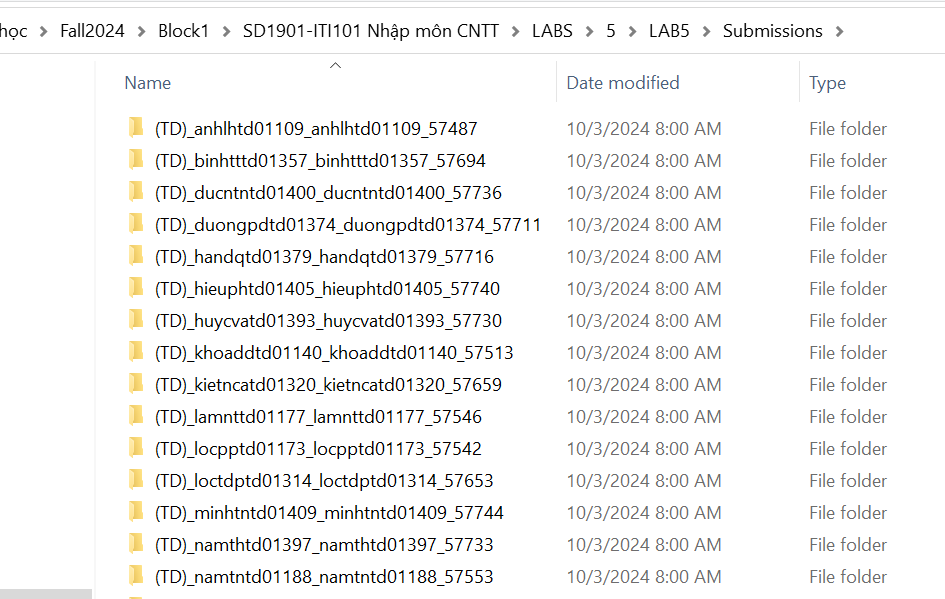 học > Fall2024 > Block1 > SD1901-ITI101 Nhập môn CNTT > LABS > 5 > LAB5 > Submissions >
Name Date modified Type
(TD)_anhlhtd01109_anhlhtd01109_57487 10/3/2024 8:00 AM File folder
(TD)_binhtttd01357_binhtttd01357_57694 10/3/2024 8:00 AM File folder
(TD)_ducntntd01400_ducntntd01400_57736 10/3/2024 8:00 AM File folder
(TD)_duongpdtd01374_duongpdtd01374_57711 10/3/2024 8:00 AM File folder
(TD)_handqtd01379_handqtd01379_57716 10/3/2024 8:00 AM File folder
(TD)_hieuphtd01405_hieuphtd01405_57740 10/3/2024 8:00 AM File folder
(TD)_huycvatd01393_huycvatd01393_57730 10/3/2024 8:00 AM File folder
(TD)_khoaddtd01140_khoaddtd01140_57513 10/3/2024 8:00 AM File folder
(TD)_kietncatd01320_kietncatd01320_57659 10/3/2024 8:00 AM File folder
(TD)_lamnttd01177_lamnttd01177_57546 10/3/2024 8:00 AM File folder
(TD)_locpptd01173_locpptd01173_57542 10/3/2024 8:00 AM File folder
(TD)_loctdptd01314_loctdptd01314_57653 10/3/2024 8:00 AM File folder
(TD)_minhtntd01409_minhtntd01409_57744 10/3/2024 8:00 AM File folder
(TD)_namthtd01397_namthtd01397_57733 10/3/2024 8:00 AM File folder
(TD)_namtntd01188_namtntd01188_57553 10/3/2024 8:00 AM File folder